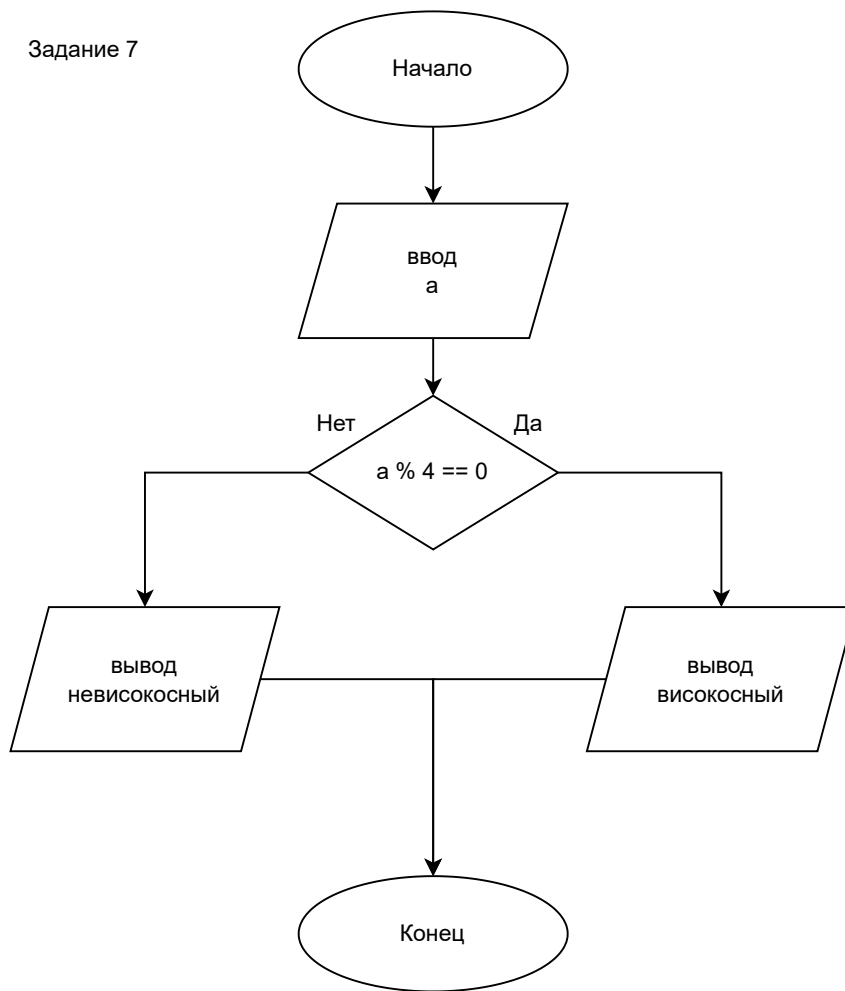 Задание 7
Начало
ввод
a
Нет
Да
a % 4 == 0
вывод
невисокосный
вывод
високосный
Конец